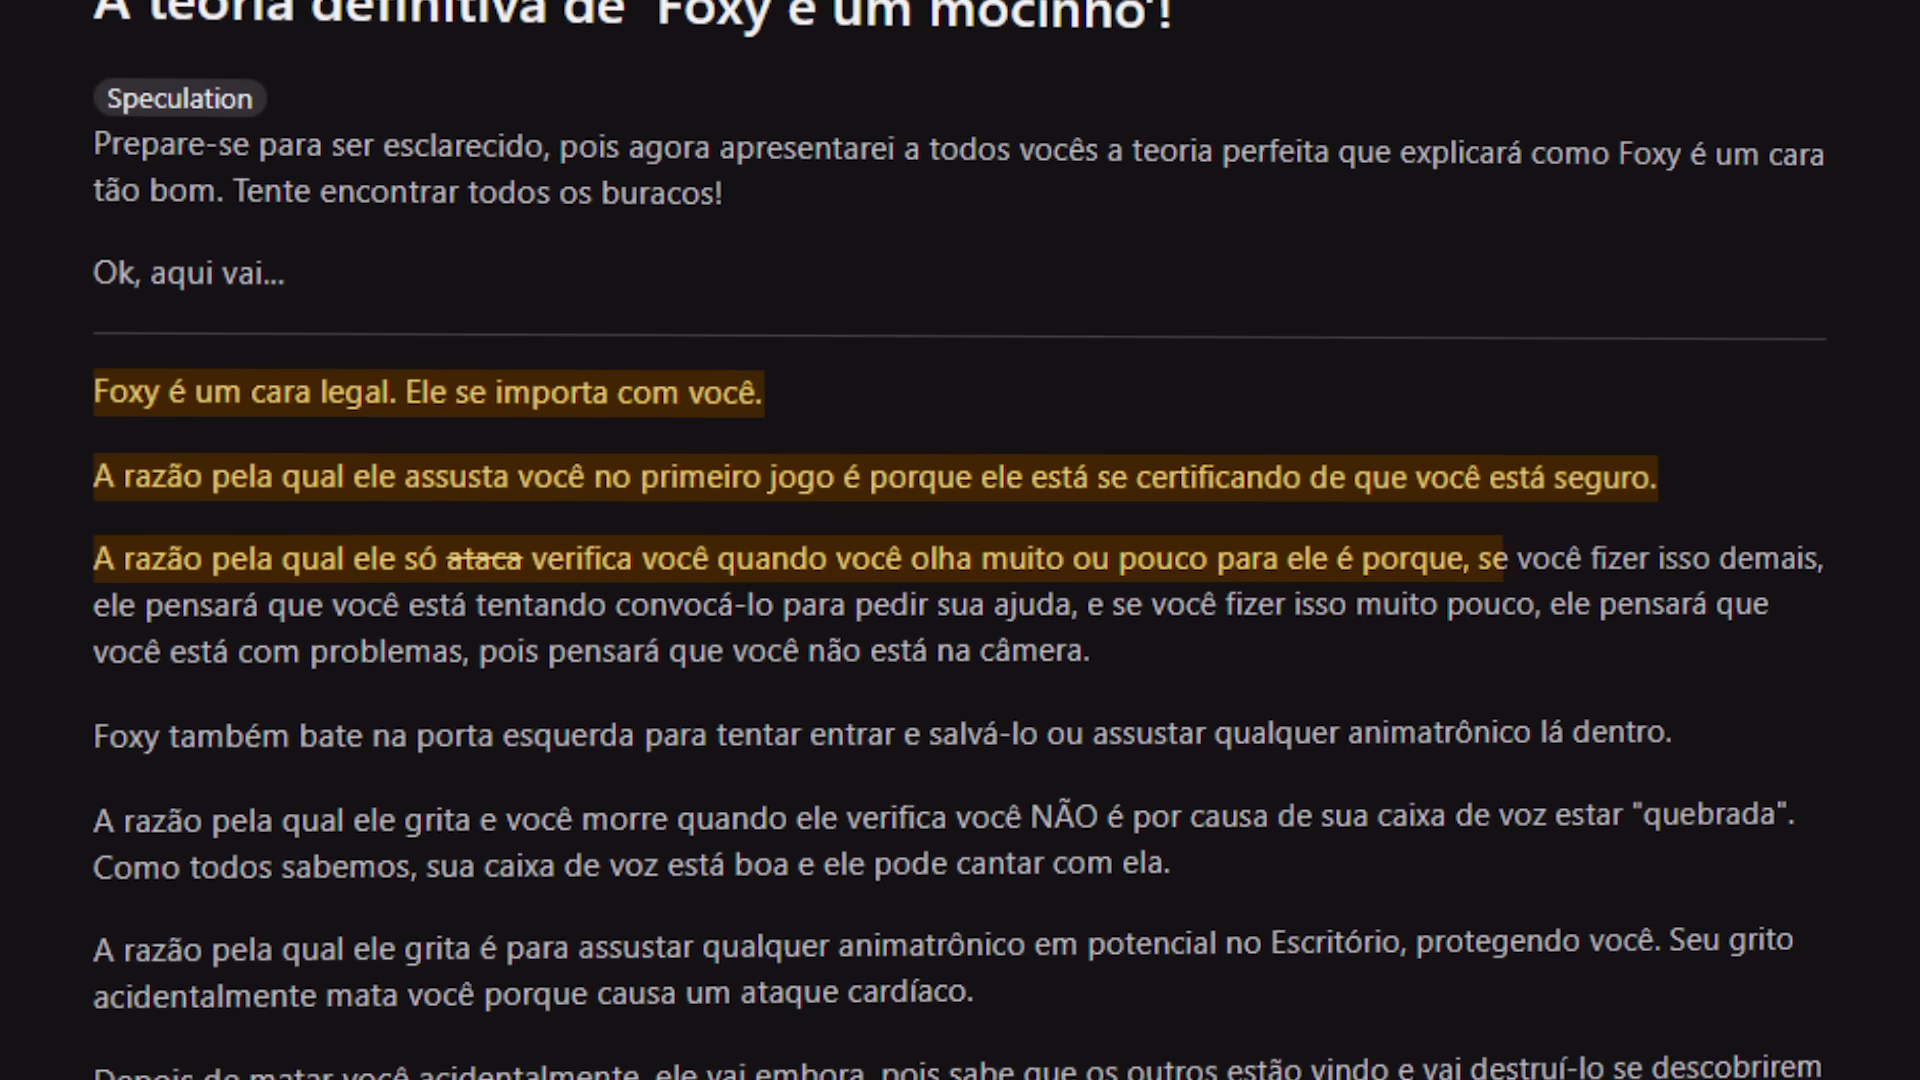 A teoria definitiva de 'Foxy é um mocinho'!
Speculation
Prepare-se para ser esclarecido, pois agora apresentarei a todos vocês a teoria perfeita que explicará como Foxy é um cara
tão bom. Tente encontrar todos os buracos!
Ok, aqui vai...
Foxy é um cara legal. Ele se importa com você.
A razão pela qual ele assusta você no primeiro jogo é porque ele está se certificando de que você está seguro.
A razão pela qual ele só ataca verifica você quando você olha muito ou pouco para ele é porque, se você fizer isso demais,
ele pensará que você está tentando convocá-lo para pedir sua ajuda, e se você fizer isso muito pouco, ele pensará que
você está com problemas, pois pensará que você não está na câmera.
Foxy também bate na porta esquerda para tentar entrar e salvá-lo ou assustar qualquer animatrônico lá dentro.
A razão pela qual ele grita e você morre quando ele verifica você NÃO é por causa de sua caixa de voz estar "quebrada".
Como todos sabemos, sua caixa de voz está boa e ele pode cantar com ela.
A razão pela qual ele grita é para assustar qualquer animatrônico em potencial no Escritório, protegendo você. Seu grito
acidentalmente mata você porque causa um ataque cardíaco.
Depois de matar você acidentalmente, ele vai embora, pois sabe que os outros estão vindo e vai destruí-lo se descobrirem